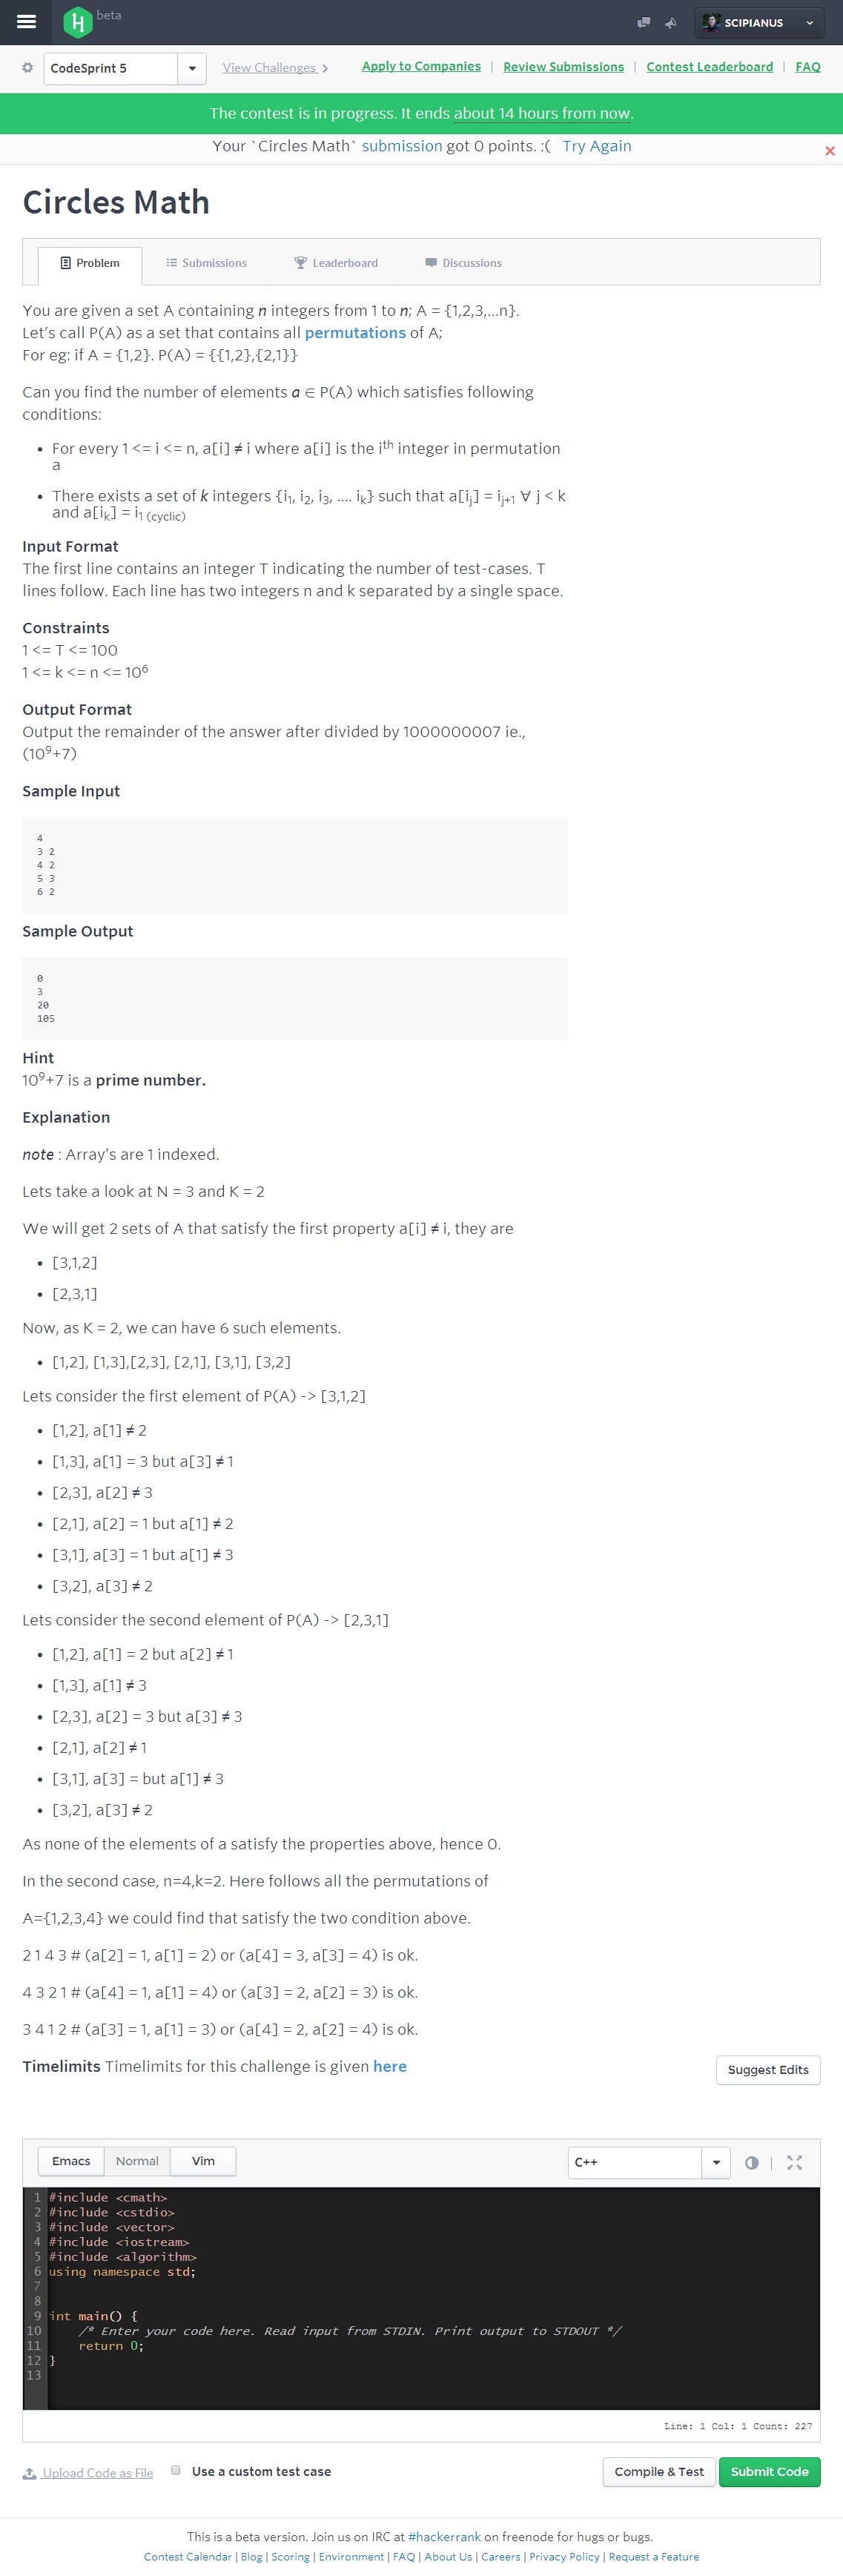 beta
SCIPIANUS
CodeSprint 5
View Challenges
Apply to Companies | Review Submissions | Contest Leaderboard | FAQ
The contest is in progress. It ends about 14 hours from now.
Your `Circles Math` submission got 0 points. :( Try Again
Circles Math
Problem
Submissions
Leaderboard
Discussions
You are given a set A containing n integers from 1 to n; A = {1,2,3,...n}.
Let's call P(A) as a set that contains all permutations of A;
For eg: if A = {1,2}. P(A) = {{1,2},{2,1}}
Can you find the number of elements a ∈ P(A) which satisfies following
conditions:
• For every 1 <= i <= n, a[i] ≠ i where a[i] is the ith integer in permutation
a
• There exists a set of k integers {i1, i2, i3, .... ik} such that a[ij] = ij+1 ∀ j < k
and a[ik] = i1 (cyclic)
Input Format
The first line contains an integer T indicating the number of test-cases. T
lines follow. Each line has two integers n and k separated by a single space.
Constraints
1 <= T <= 100
1 <= k <= n <= 10^6
Output Format
Output the remainder of the answer after divided by 1000000007 ie.,
(10^9+7)
Sample Input
4
3 2
4 2
5 3
6 2
Sample Output
0
3
20
105
Hint
10^9+7 is a prime number.
Explanation
note : Array's are 1 indexed.
Lets take a look at N = 3 and K = 2
We will get 2 sets of A that satisfy the first property a[i] ≠ i, they are
• [3,1,2]
• [2,3,1]
Now, as K = 2, we can have 6 such elements.
• [1,2], [1,3],[2,3], [2,1], [3,1], [3,2]
Lets consider the first element of P(A) -> [3,1,2]
• [1,2], a[1] ≠ 2
• [1,3], a[1] = 3 but a[3] ≠ 1
• [2,3], a[2] ≠ 3
• [2,1], a[2] = 1 but a[1] ≠ 2
• [3,1], a[3] = 1 but a[1] ≠ 3
• [3,2], a[3] ≠ 2
Lets consider the second element of P(A) -> [2,3,1]
• [1,2], a[1] = 2 but a[2] ≠ 1
• [1,3], a[1] ≠ 3
• [2,3], a[2] = 3 but a[3] ≠ 3
• [2,1], a[2] ≠ 1
• [3,1], a[3] = but a[1] ≠ 3
• [3,2], a[3] ≠ 2
As none of the elements of a satisfy the properties above, hence 0.
In the second case, n=4,k=2. Here follows all the permutations of
A={1,2,3,4} we could find that satisfy the two condition above.
2 1 4 3 # (a[2] = 1, a[1] = 2) or (a[4] = 3, a[3] = 4) is ok.
4 3 2 1 # (a[4] = 1, a[1] = 4) or (a[3] = 2, a[2] = 3) is ok.
3 4 1 2 # (a[3] = 1, a[1] = 3) or (a[4] = 2, a[2] = 4) is ok.
Timelimits Timelimits for this challenge is given here
Suggest Edits
Emacs
Normal
Vim
C++
1 #include <cmath>
2 #include <cstdio>
3 #include <vector>
4 #include <iostream>
5 #include <algorithm>
6 using namespace std;
7
8
9 int main() {
10 /* Enter your code here. Read input from STDIN. Print output to STDOUT */
11 return 0;
12 }
13
Line: 1 Col: 1 Count: 227
Upload Code as File
Use a custom test case
Compile & Test
Submit Code
This is a beta version. Join us on IRC at #hackerrank on freenode for hugs or bugs.
Contest Calendar | Blog | Scoring | Environment | FAQ | About Us | Careers | Privacy Policy | Request a Feature